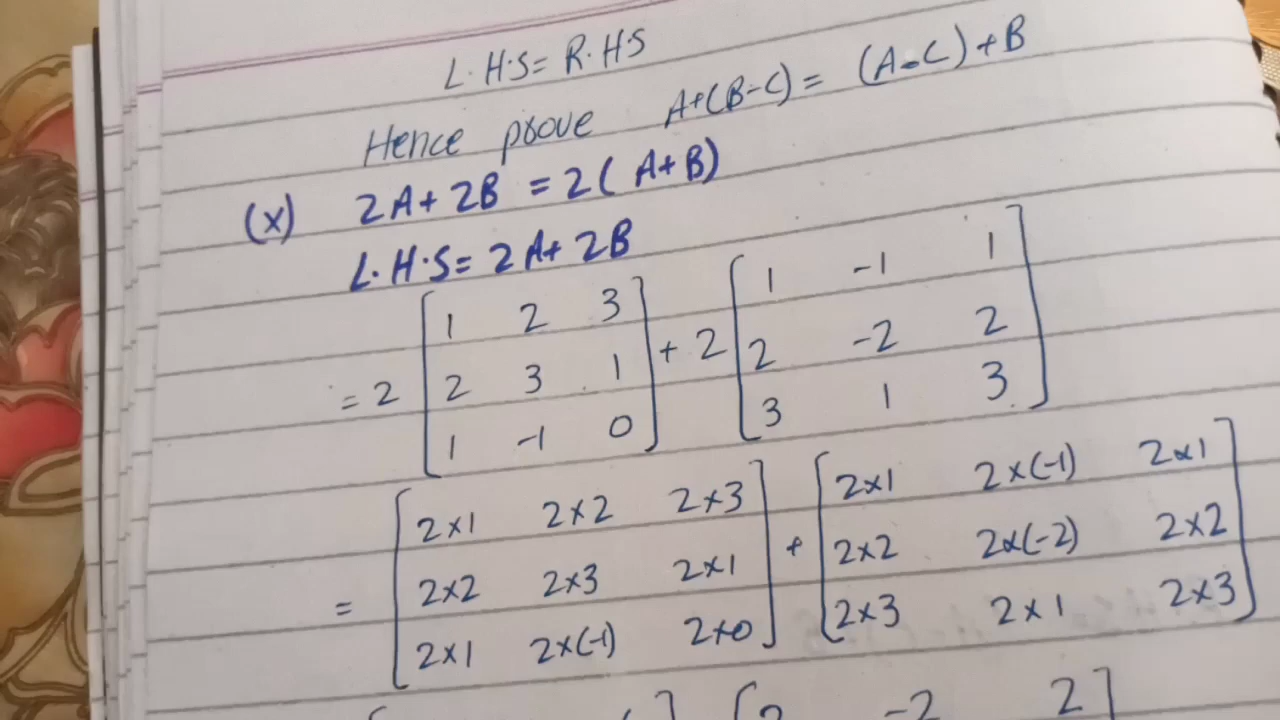 L.H.S = R.H.S
Hence prove A+(B-C) = (A-C)+B
(x) 2A+2B = 2(A+B)
L.H.S = 2A+2B
= 2 [1 2 3
2 3 1
1 -1 0] + 2 [1 -1 1
2 -2 2
3 1 3]
= [2×1 2×2 2×3
2×2 2×3 2×1
2×1 2×(-1) 2×0] + [2×1 2×(-1) 2×1
2×2 2×(-2) 2×2
2×3 2×1 2×3]
-2 2